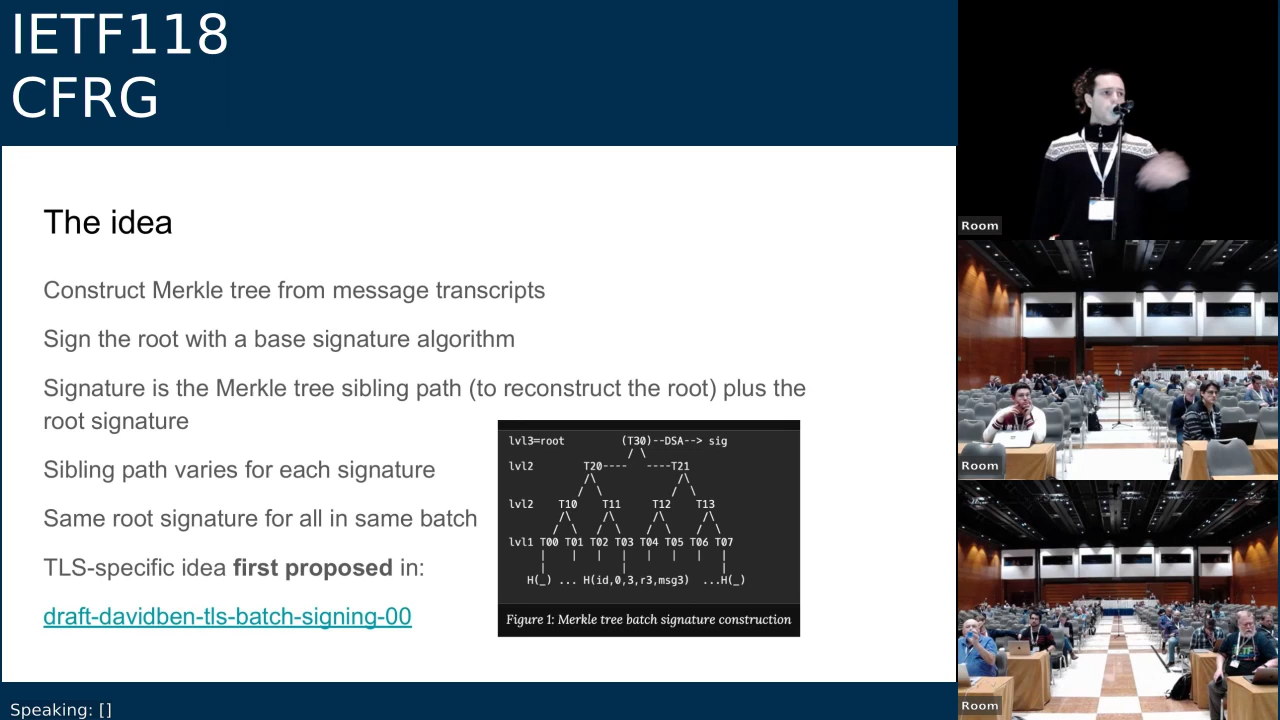 IETF118
CFRG
The idea
Construct Merkle tree from message transcripts
Sign the root with a base signature algorithm
Signature is the Merkle tree sibling path (to reconstruct the root) plus the
root signature
Sibling path varies for each signature
Same root signature for all in same batch
TLS-specific idea first proposed in:
draft-davidben-tls-batch-signing-00
lvl3=root (T30)--DSA--> sig
/ \
lvl2 T20---- ----T21
/\ /\
/ \ / \
lvl2 T10 T11 T12 T13
/\ /\ /\ /\
/ \ / \ / \ / \
lvl1 T00 T01 T02 T03 T04 T05 T06 T07
| | | | | | | |
| | |
H(_) ... H(id,0,3,r3,msg3) ...H(_)
Figure 1: Merkle tree batch signature construction
Speaking: []
Room
Room
Room